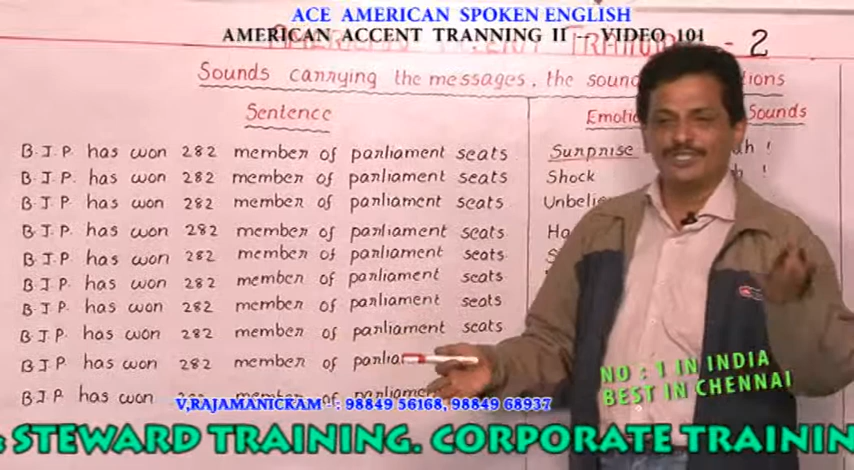 ACE AMERICAN SPOKEN ENGLISH
AMERICAN ACCENT TRANNING II -- VIDEO 101
- 2
Sounds carrying the messages, the
Sentence
Sounds
B.J.P. has won 282 member of parliament seats Surprise
B.J.P. has won 282 member of parliament seats Shock
B.J.P. has won 282 member of parliament seats
B.J.P. has won 282 member of parliament seats
B.J.P. has won 282 member of parliament seats
B.J.P. has won 282 member of parliament seats
B.J.P. has won 282 member of parliament seats
B.J.P. has won 282 member of parliament seats
B.J.P. has won 282
B.J.P. has won
NO : 1 IN INDIA
BEST IN CHENNAI
V,RAJAMANICKAM -- : 98849 56168, 98849 68937
STEWARD TRAINING. CORPORATE TRAININ